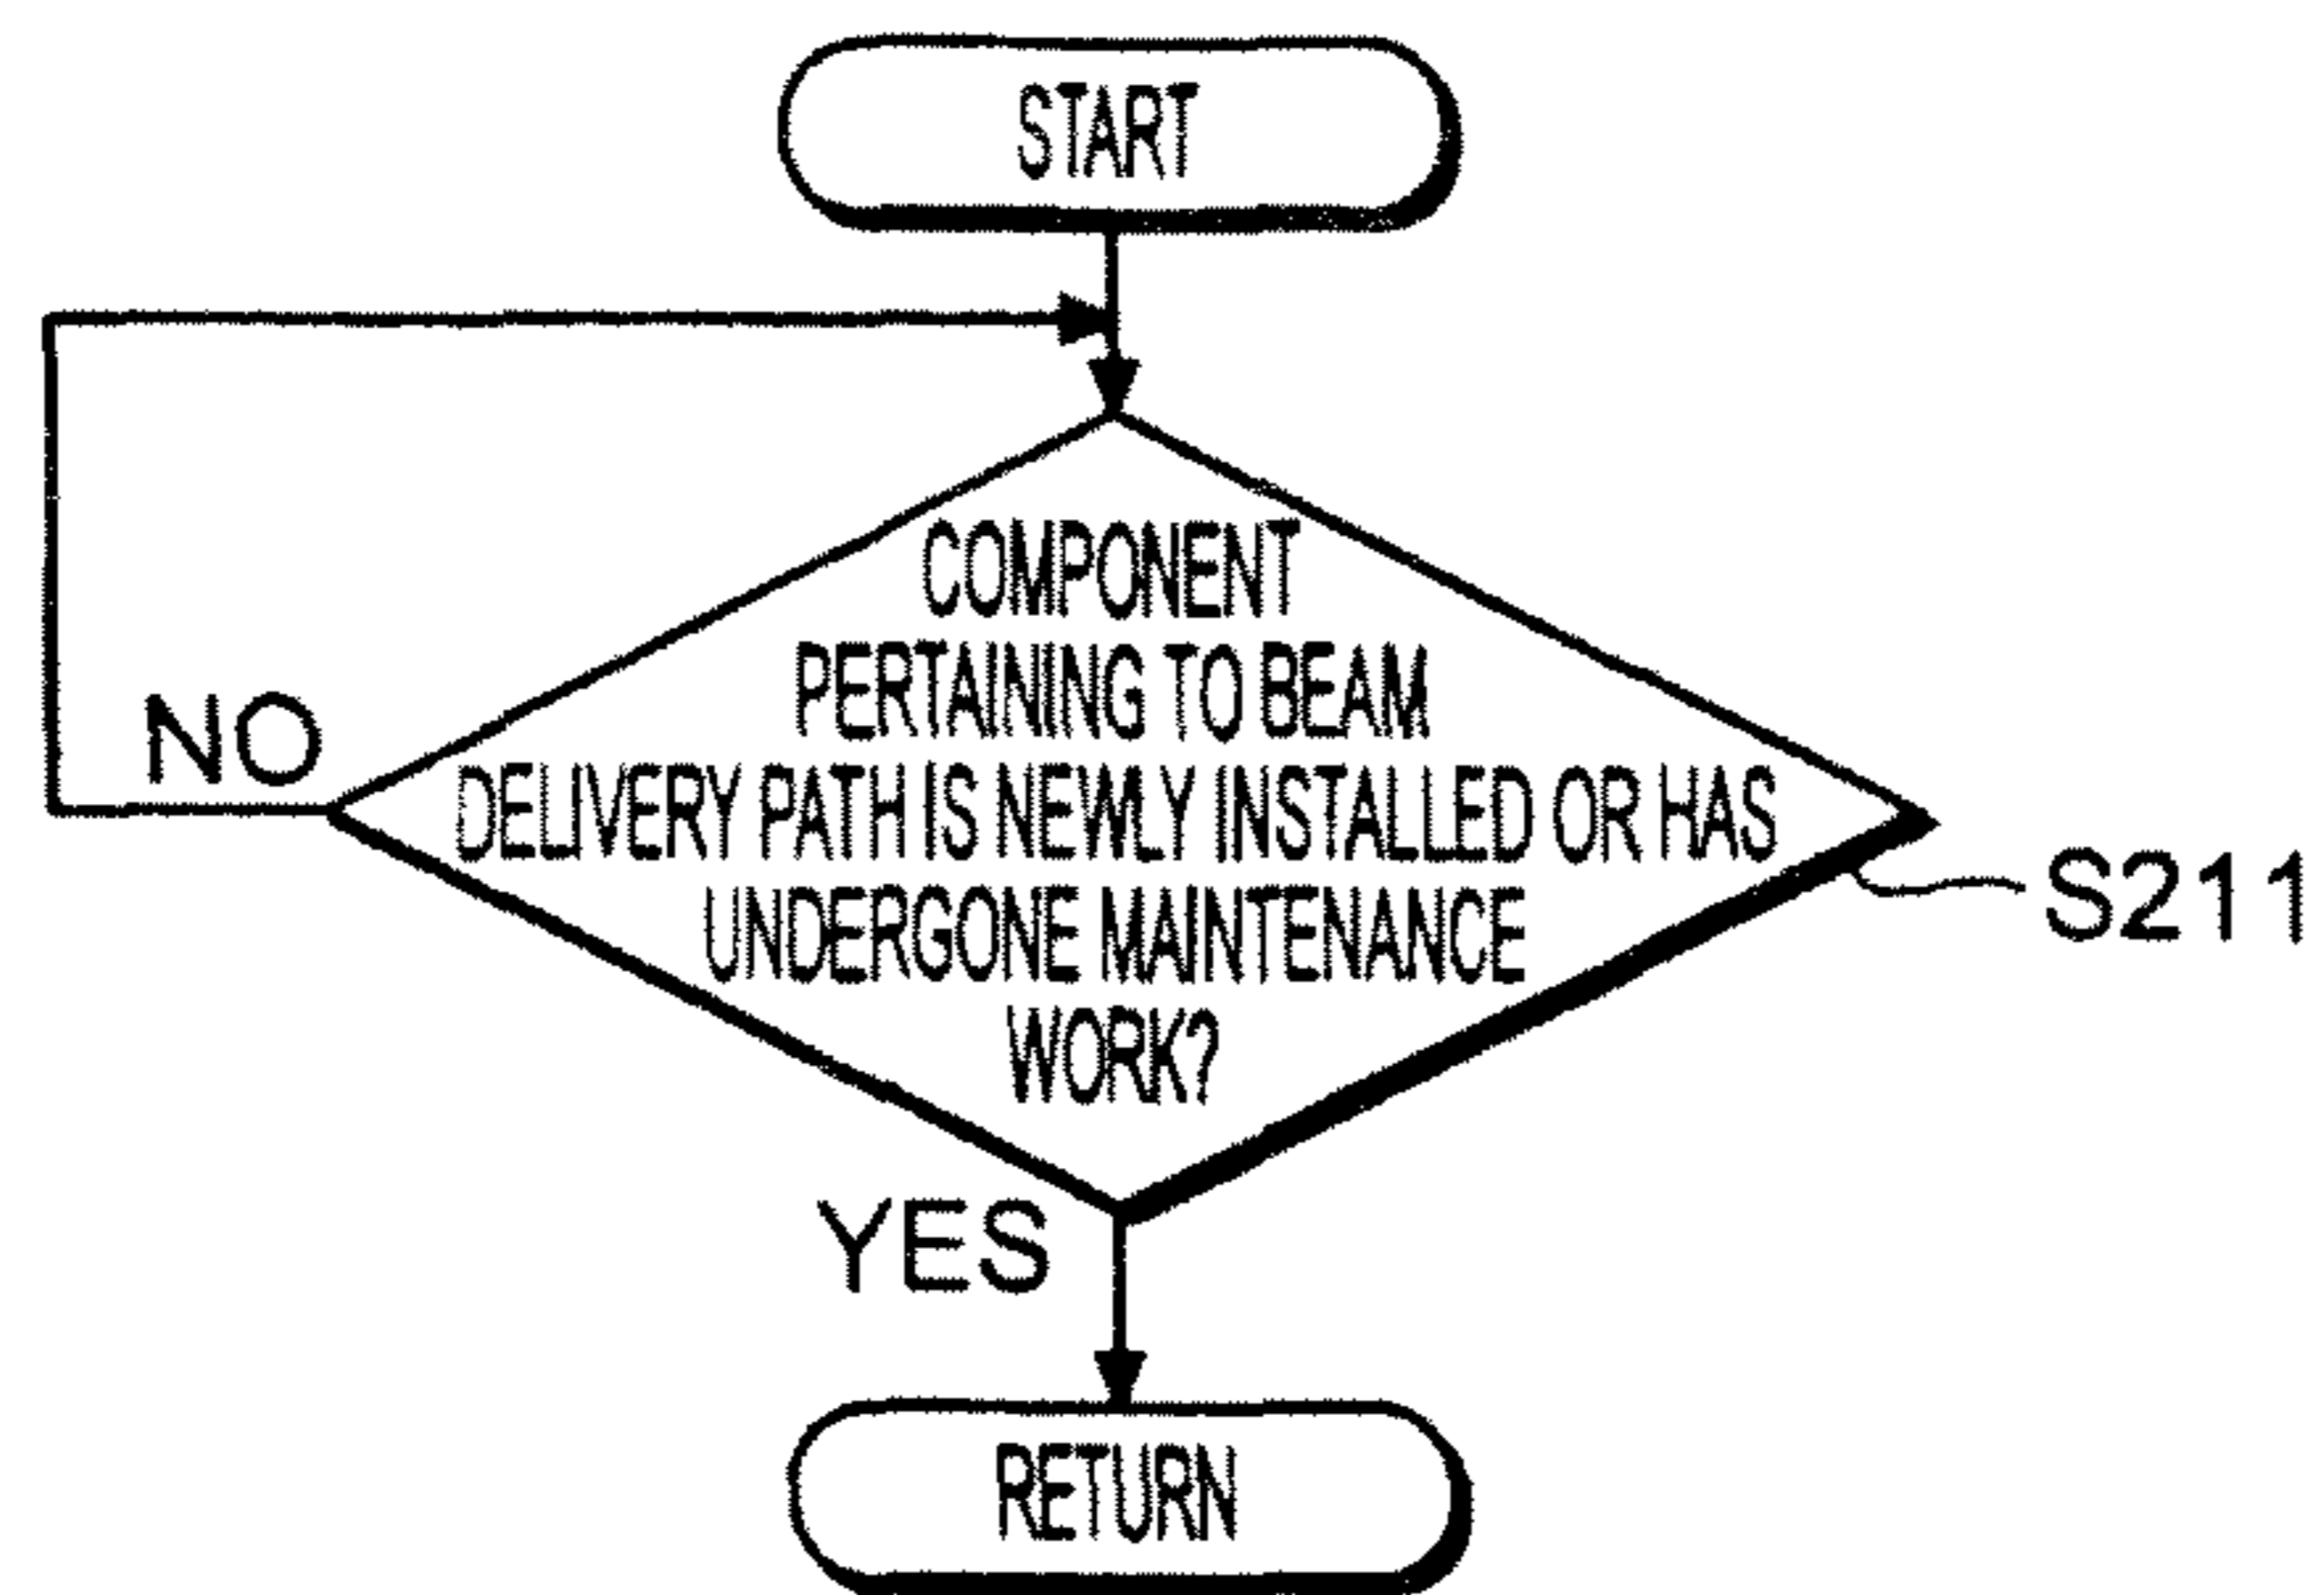 START
COMPONENT
PERTAINING TO BEAM
DELIVERY PATH IS NEWLY INSTALLED OR HAS
UNDERGONE MAINTENANCE
WORK?
NO
S211
YES
RETURN